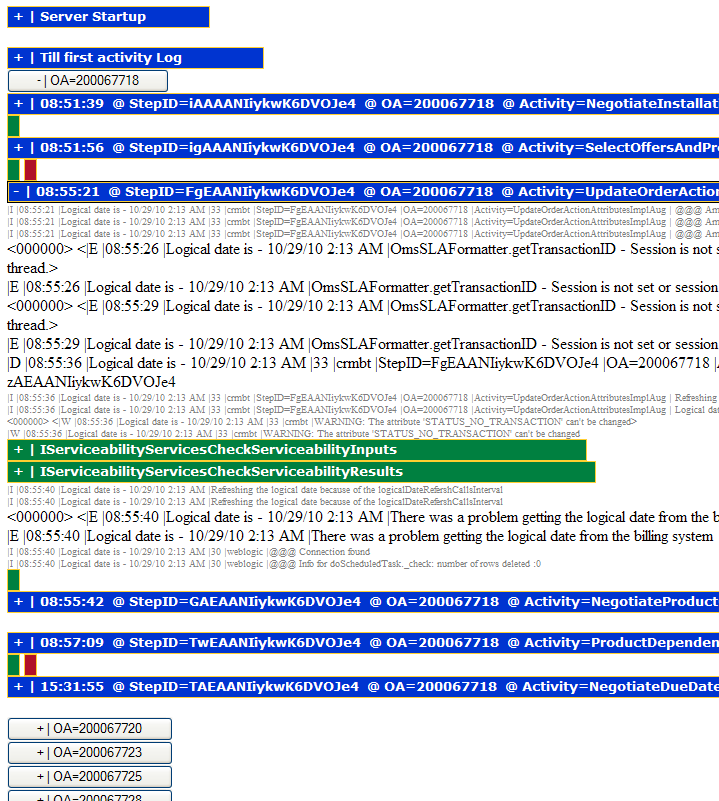 + | Server Startup
+ | Till first activity Log
- | OA=200067718
+ | 08:51:39 @ StepID=iAAAANIiykwK6DVOJe4 @ OA=200067718 @ Activity=NegotiateInstallat
+ | 08:51:56 @ StepID=igAAANIiykwK6DVOJe4 @ OA=200067718 @ Activity=SelectOffersAndPr
- | 08:55:21 @ StepID=FgEAANIiykwK6DVOJe4 @ OA=200067718 @ Activity=UpdateOrderAction
|I |08:55:21 |Logical date is - 10/29/10 2:13 AM |33 |crmbt |StepID=FgEAANIiykwK6DVOJe4 |OA=200067718 |Activity=UpdateOrderActionAttributesImplAug | @@@ Am
|I |08:55:21 |Logical date is - 10/29/10 2:13 AM |33 |crmbt |StepID=FgEAANIiykwK6DVOJe4 |OA=200067718 |Activity=UpdateOrderActionAttributesImplAug | @@@ Am
|I |08:55:21 |Logical date is - 10/29/10 2:13 AM |33 |crmbt |StepID=FgEAANIiykwK6DVOJe4 |OA=200067718 |Activity=UpdateOrderActionAttributesImplAug | @@@ Am
<000000> <|E |08:55:26 |Logical date is - 10/29/10 2:13 AM |OmsSLAFormatter.getTransactionID - Session is not s
thread.>
|E |08:55:26 |Logical date is - 10/29/10 2:13 AM |OmsSLAFormatter.getTransactionID - Session is not set or session
<000000> <|E |08:55:29 |Logical date is - 10/29/10 2:13 AM |OmsSLAFormatter.getTransactionID - Session is not s
thread.>
|E |08:55:29 |Logical date is - 10/29/10 2:13 AM |OmsSLAFormatter.getTransactionID - Session is not set or session
|D |08:55:36 |Logical date is - 10/29/10 2:13 AM |33 |crmbt |StepID=FgEAANIiykwK6DVOJe4 |OA=200067718 |
zAEAANIiykwK6DVOJe4
|I |08:55:36 |Logical date is - 10/29/10 2:13 AM |33 |crmbt |StepID=FgEAANIiykwK6DVOJe4 |OA=200067718 |Activity=UpdateOrderActionAttributesImplAug | Refreshing
|I |08:55:36 |Logical date is - 10/29/10 2:13 AM |33 |crmbt |StepID=FgEAANIiykwK6DVOJe4 |OA=200067718 |Activity=UpdateOrderActionAttributesImplAug | Logical dat
<000000> <|W |08:55:36 |Logical date is - 10/29/10 2:13 AM |33 |crmbt |WARNING: The attribute 'STATUS_NO_TRANSACTION' can't be changed>
|W |08:55:36 |Logical date is - 10/29/10 2:13 AM |33 |crmbt |WARNING: The attribute 'STATUS_NO_TRANSACTION' can't be changed
+ | IServiceabilityServicesCheckServiceabilityInputs
+ | IServiceabilityServicesCheckServiceabilityResults
|I |08:55:40 |Logical date is - 10/29/10 2:13 AM |Refreshing the logical date because of the logicalDateRefershCallsInterval
|I |08:55:40 |Logical date is - 10/29/10 2:13 AM |Refreshing the logical date because of the logicalDateRefershCallsInterval
<000000> <|E |08:55:40 |Logical date is - 10/29/10 2:13 AM |There was a problem getting the logical date from the b
|E |08:55:40 |Logical date is - 10/29/10 2:13 AM |There was a problem getting the logical date from the billing system
|I |08:55:40 |Logical date is - 10/29/10 2:13 AM |30 |weblogic |@@@ Connection found
|I |08:55:40 |Logical date is - 10/29/10 2:13 AM |30 |weblogic |@@@ Info for doScheduledTask._check: number of rows deleted :0
+ | 08:55:42 @ StepID=GAEAANIiykwK6DVOJe4 @ OA=200067718 @ Activity=NegotiateProduct
+ | 08:57:09 @ StepID=TwEAANIiykwK6DVOJe4 @ OA=200067718 @ Activity=ProductDependen
+ | 15:31:55 @ StepID=TAEAANIiykwK6DVOJe4 @ OA=200067718 @ Activity=NegotiateDueDate
+ | OA=200067720
+ | OA=200067723
+ | OA=200067725
+ | OA=200067728